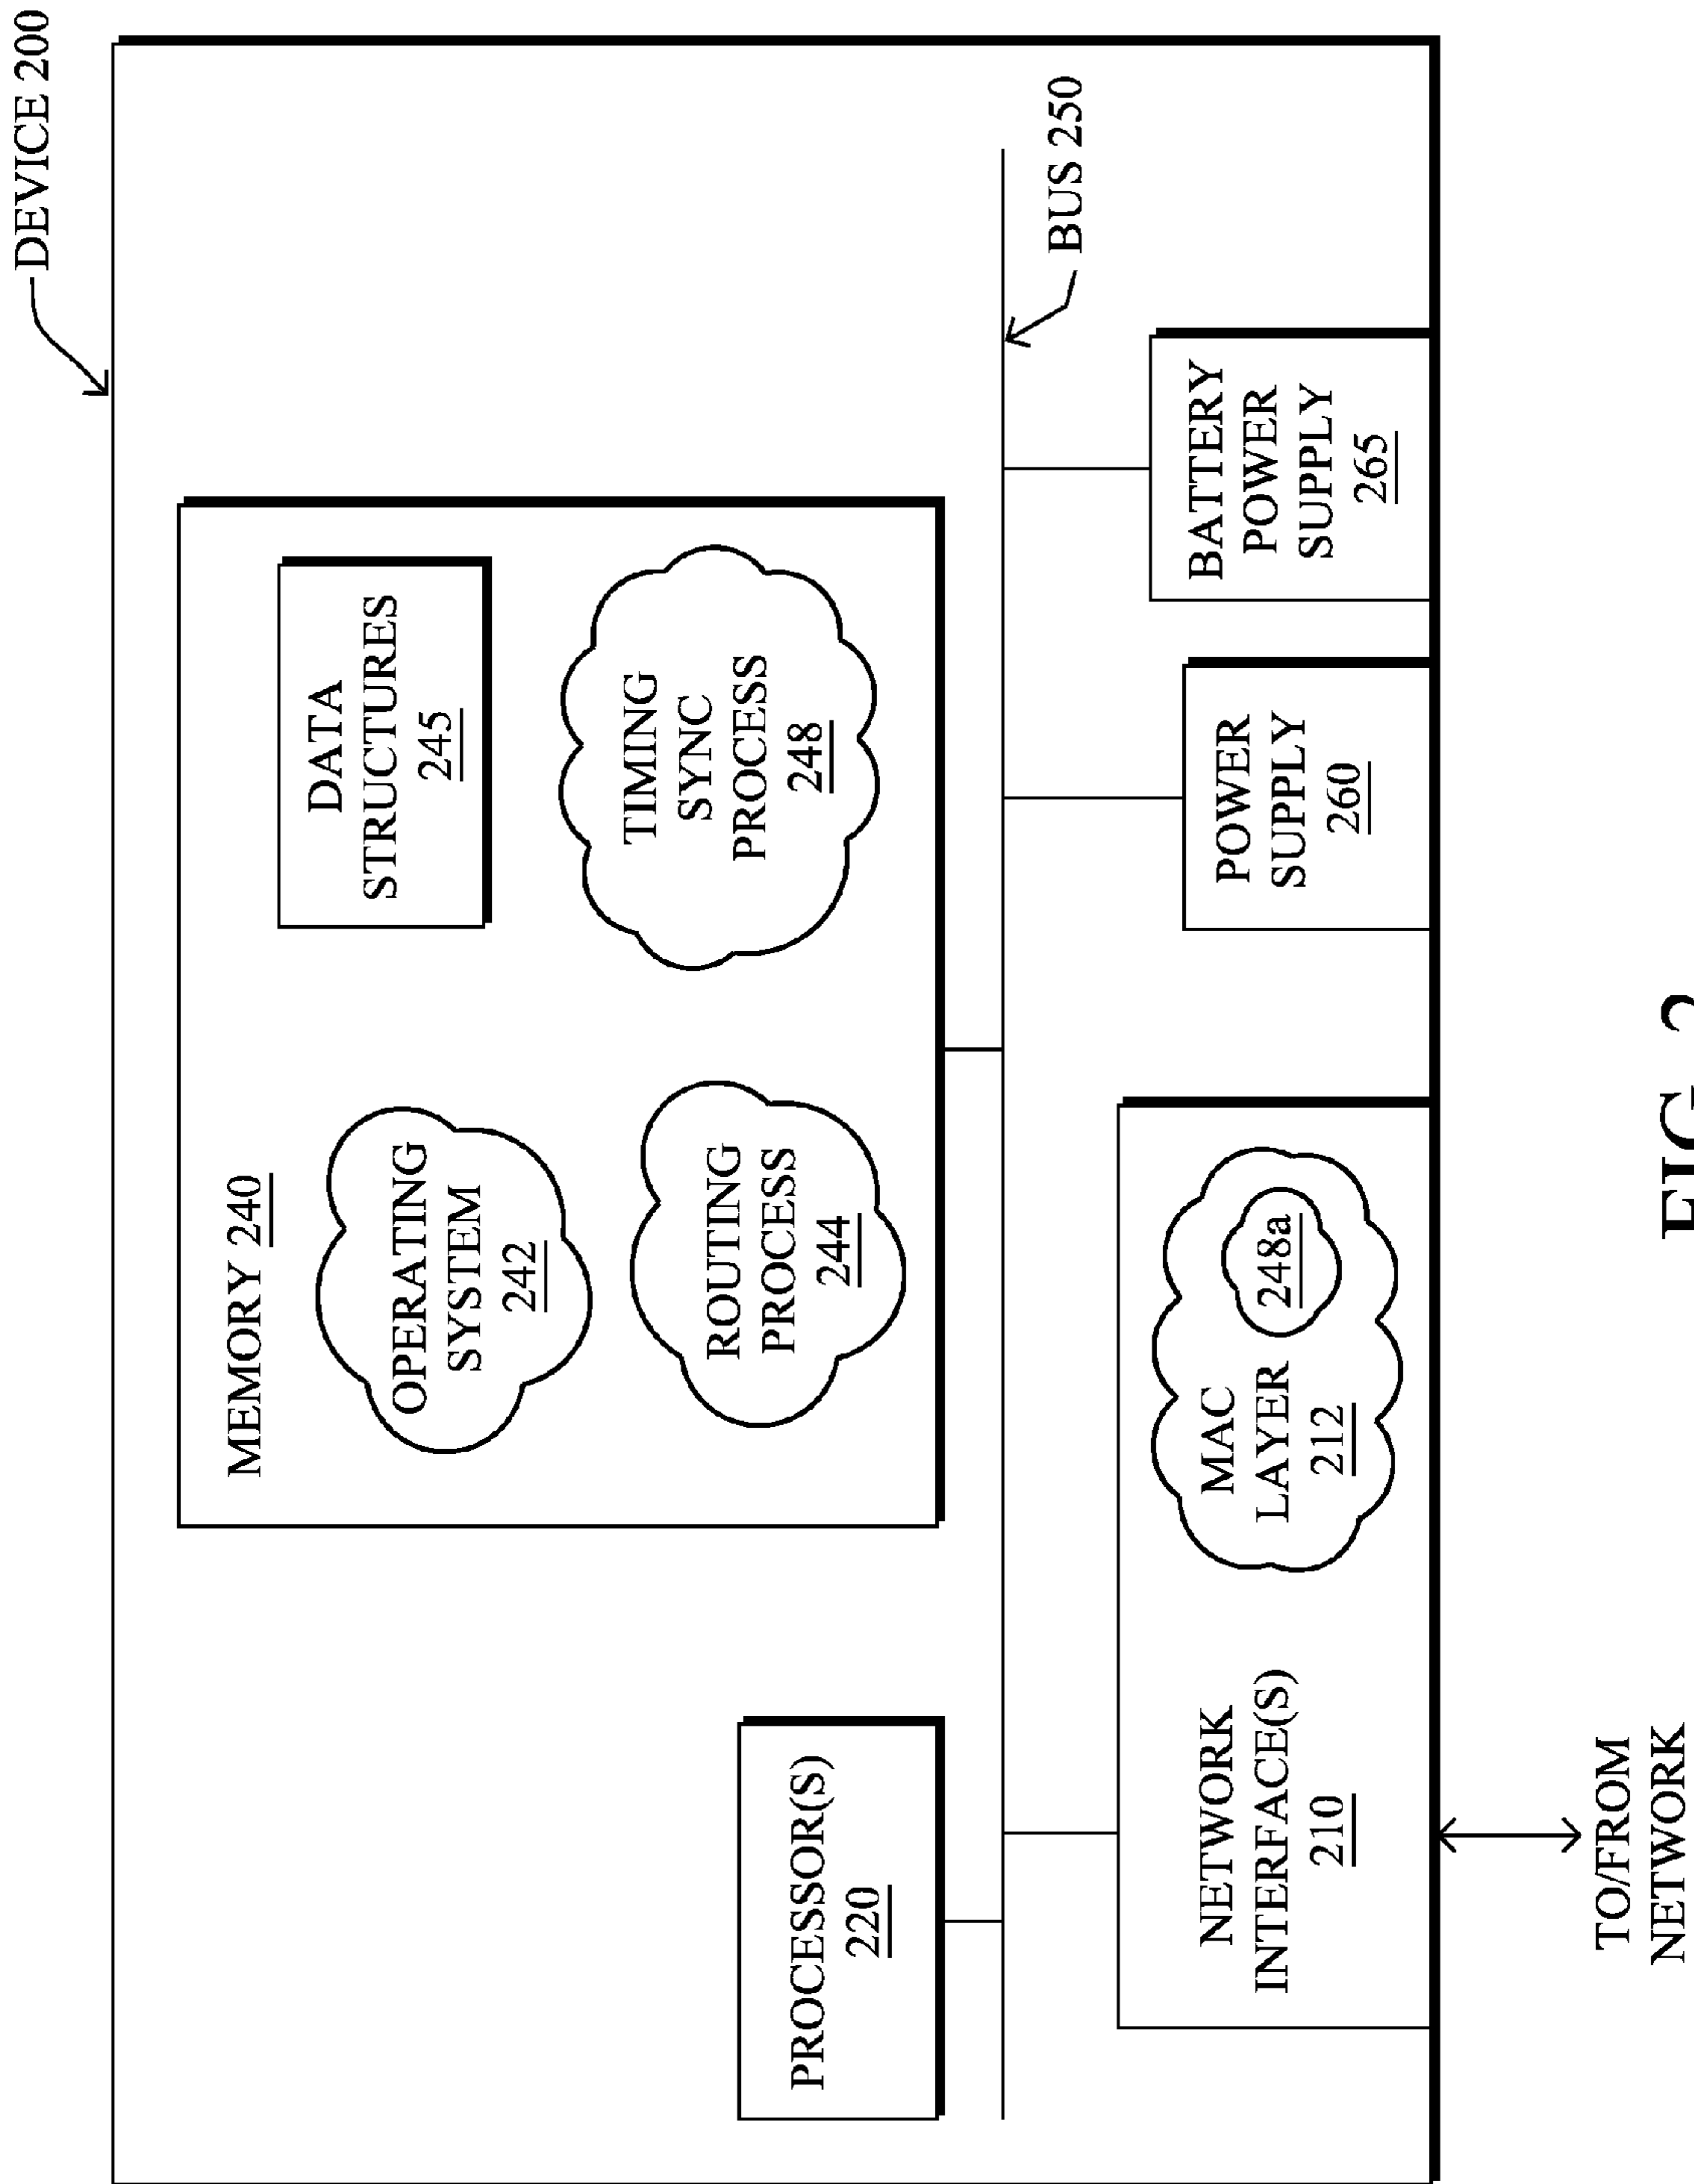 DEVICE 200
MEMORY 240
OPERATING
SYSTEM
242
DATA
STRUCTURES
245
ROUTING
PROCESS
244
TIMING
SYNC
PROCESS
248
PROCESSOR(S)
220
BUS 250
NETWORK
INTERFACE(S)
210
MAC
LAYER
212
248a
POWER
SUPPLY
260
BATTERY
POWER
SUPPLY
265
TO/FROM
NETWORK
FIG. 2